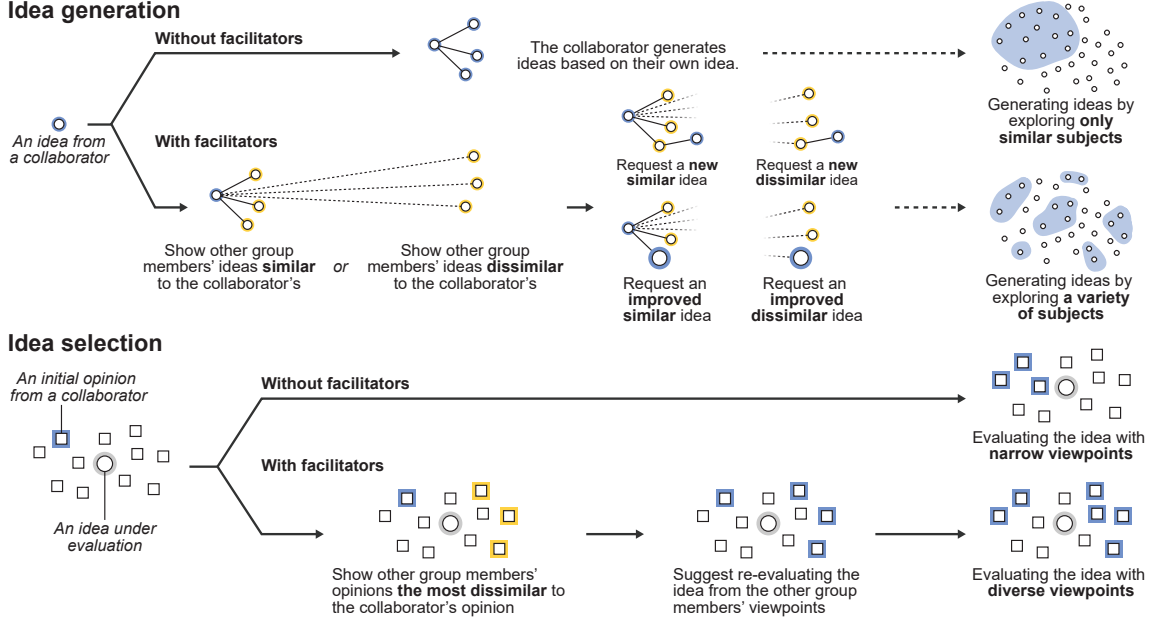 Idea generation
Without facilitators
The collaborator generates
ideas based on their own idea.
Generating ideas by
exploring only
similar subjects
An idea from
a collaborator
With facilitators
Show other group
members' ideas similar
to the collaborator's
or
Show other group
members' ideas dissimilar
to the collaborator's
Request a new
similar idea
Request a new
dissimilar idea
Request an
improved
similar idea
Request an
improved
dissimilar idea
Generating ideas by
exploring a variety
of subjects
Idea selection
An initial opinion
from a collaborator
An idea under
evaluation
Without facilitators
Evaluating the idea with
narrow viewpoints
With facilitators
Show other group members'
opinions the most dissimilar to
the collaborator's opinion
Suggest re-evaluating the
idea from the other group
members' viewpoints
Evaluating the idea with
diverse viewpoints